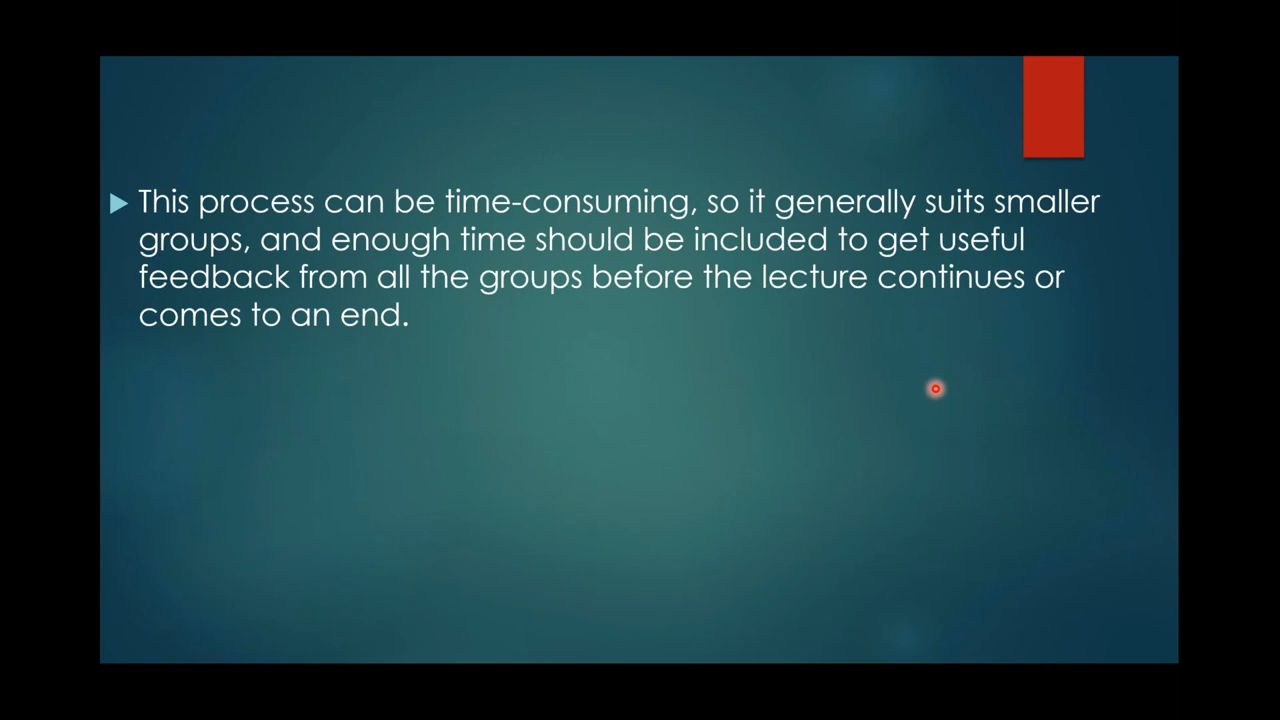 This process can be time-consuming, so it generally suits smaller
groups, and enough time should be included to get useful
feedback from all the groups before the lecture continues or
comes to an end.